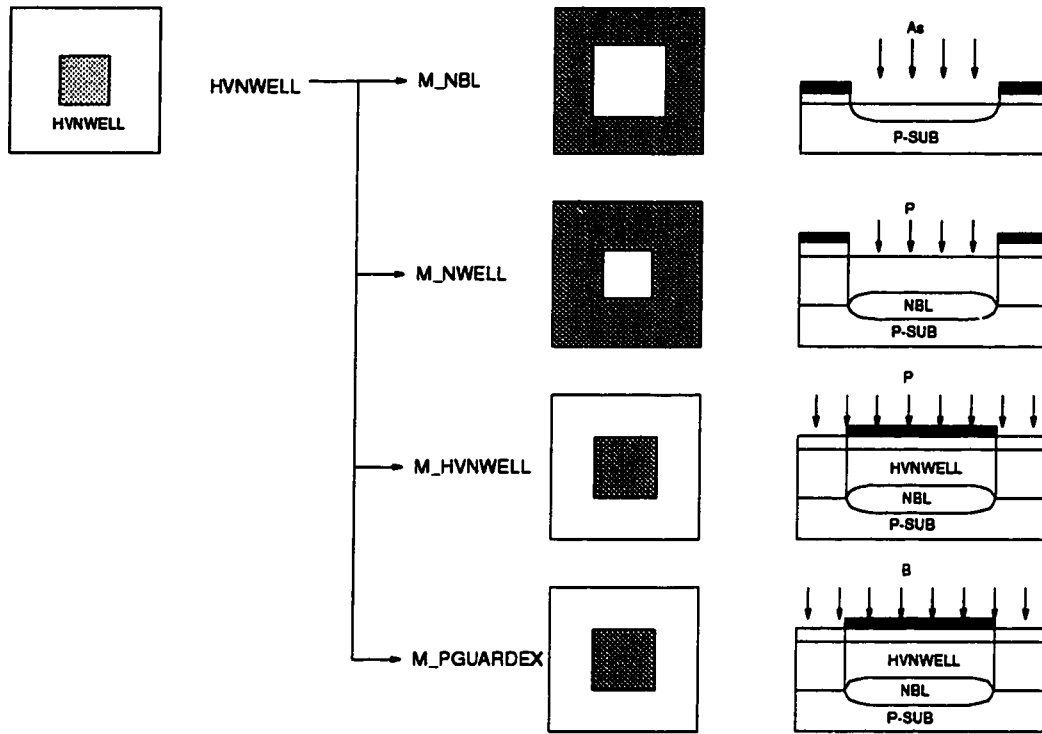 HVNWELL
HVNWELL
M_NBL
As
P-SUB
M_NWELL
P
NBL
P-SUB
M_HVNWELL
P
HVNWELL
NBL
P-SUB
M_PGUARDEX
B
HVNWELL
NBL
P-SUB